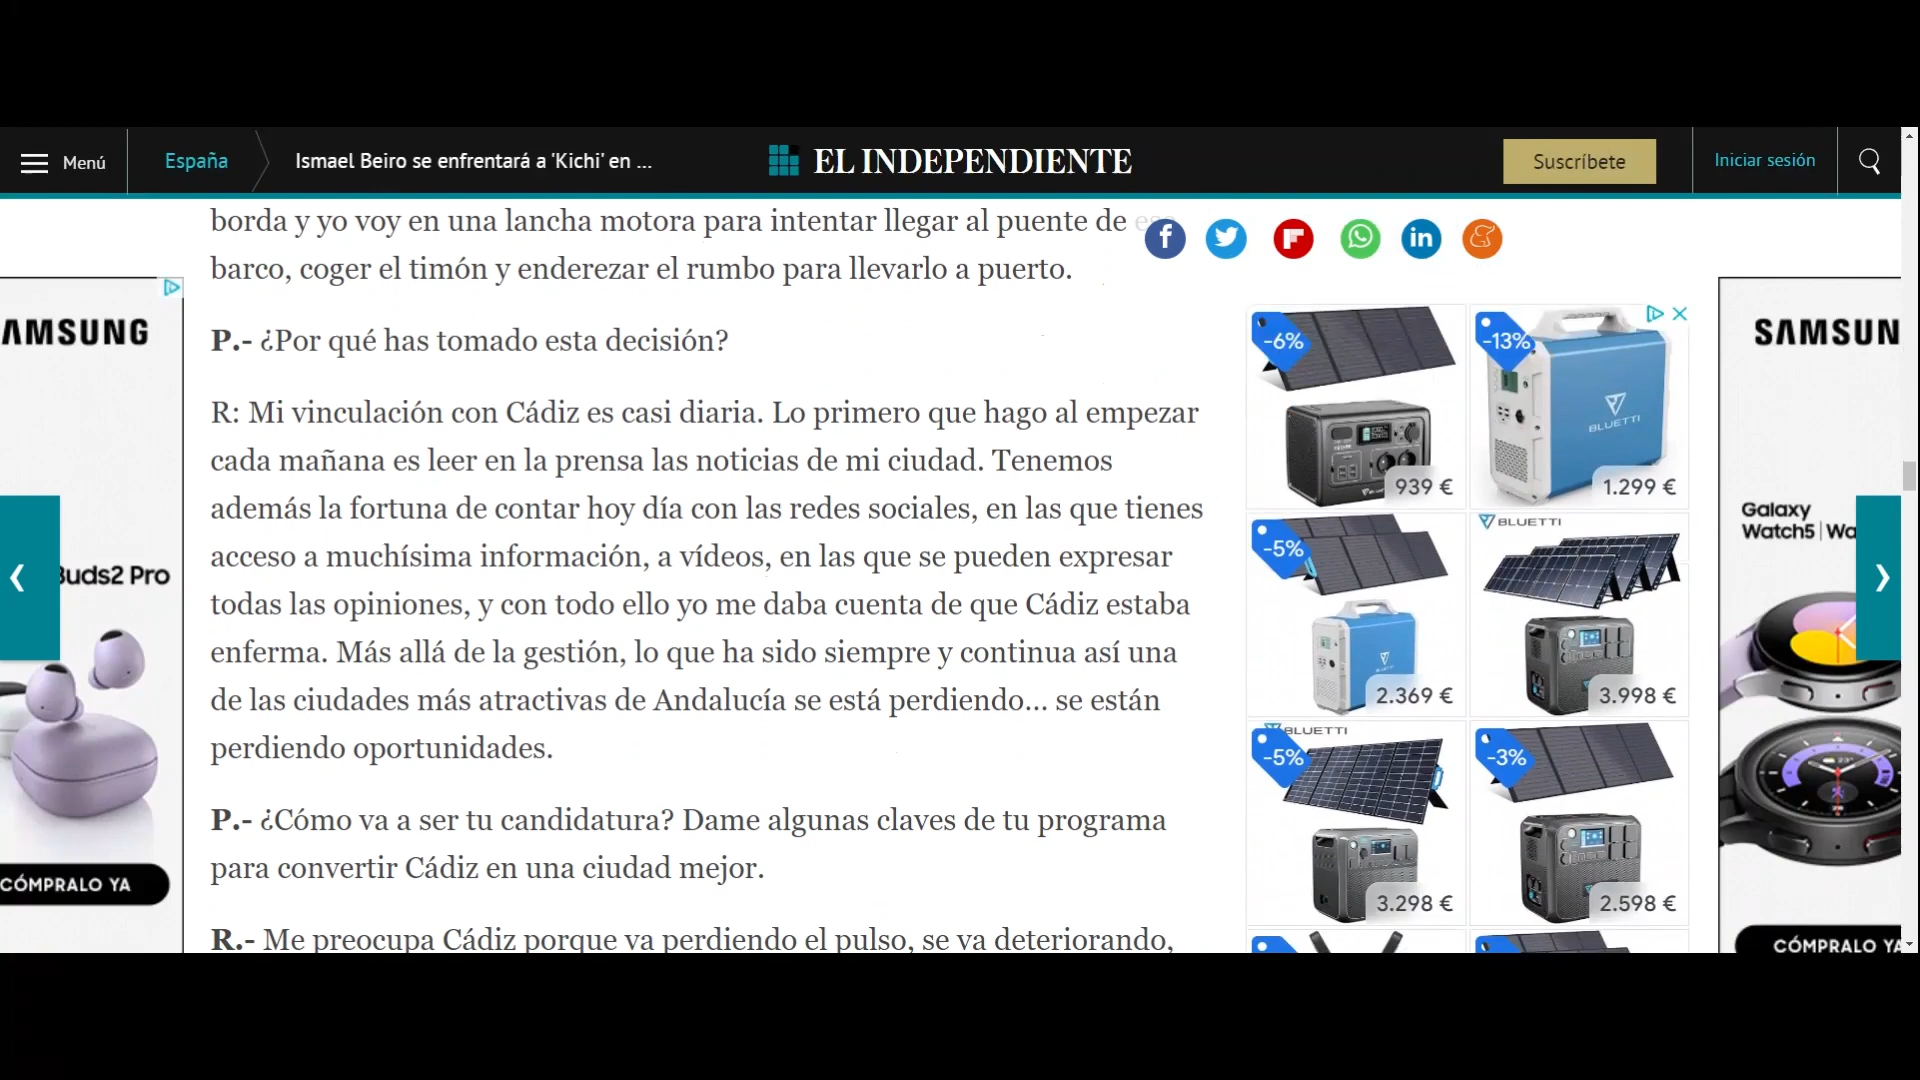 Menú
España
Ismael Beiro se enfrentará a 'Kichi' en ...
EL INDEPENDIENTE
Suscríbete
Iniciar sesión
borda y yo voy en una lancha motora para intentar llegar al puente de ese
barco, coger el timón y enderezar el rumbo para llevarlo a puerto.
P.- ¿Por qué has tomado esta decisión?
R: Mi vinculación con Cádiz es casi diaria. Lo primero que hago al empezar
cada mañana es leer en la prensa las noticias de mi ciudad. Tenemos
además la fortuna de contar hoy día con las redes sociales, en las que tienes
acceso a muchísima información, a vídeos, en las que se pueden expresar
todas las opiniones, y con todo ello yo me daba cuenta de que Cádiz estaba
enferma. Más allá de la gestión, lo que ha sido siempre y continua así una
de las ciudades más atractivas de Andalucía se está perdiendo... se están
perdiendo oportunidades.
P.- ¿Cómo va a ser tu candidatura? Dame algunas claves de tu programa
para convertir Cádiz en una ciudad mejor.
R.- Me preocupa Cádiz porque va perdiendo el pulso, se va deteriorando,
AMSUNG
Buds2 Pro
CÓMPRALO YA
-6%
939 €
-13%
BLUETTI
1.299 €
-5%
2.369 €
BLUETTI
3.998 €
BLUETTI
-5%
3.298 €
-3%
2.598 €
SAMSUN
Galaxy
Watch5 | Wa
CÓMPRALO YA